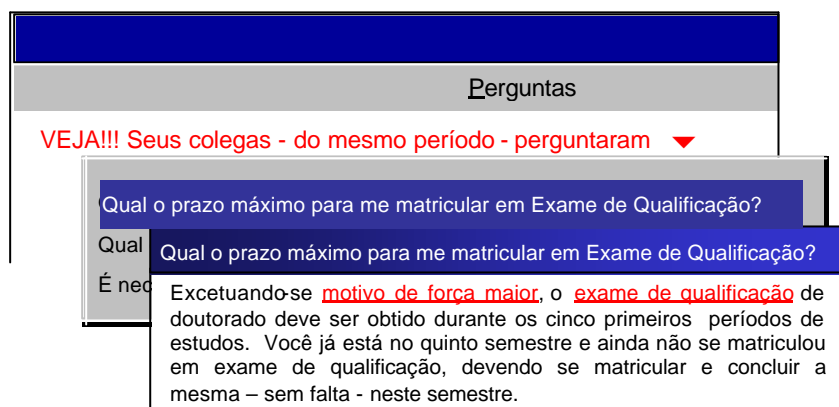 Perguntas
VEJA!!! Seus colegas - do mesmo período - perguntaram
Qual o prazo máximo para me matricular em Exame de Qualificação?
Qual
Qual o prazo máximo para me matricular em Exame de Qualificação?
É
Excetuando-se motivo de força maior, o exame de qualificação de
doutorado deve ser obtido durante os cinco primeiros períodos de
estudos. Você já está no quinto semestre e ainda não se matriculou
em exame de qualificação, devendo se matricular e concluir a
mesma – sem falta - neste semestre.